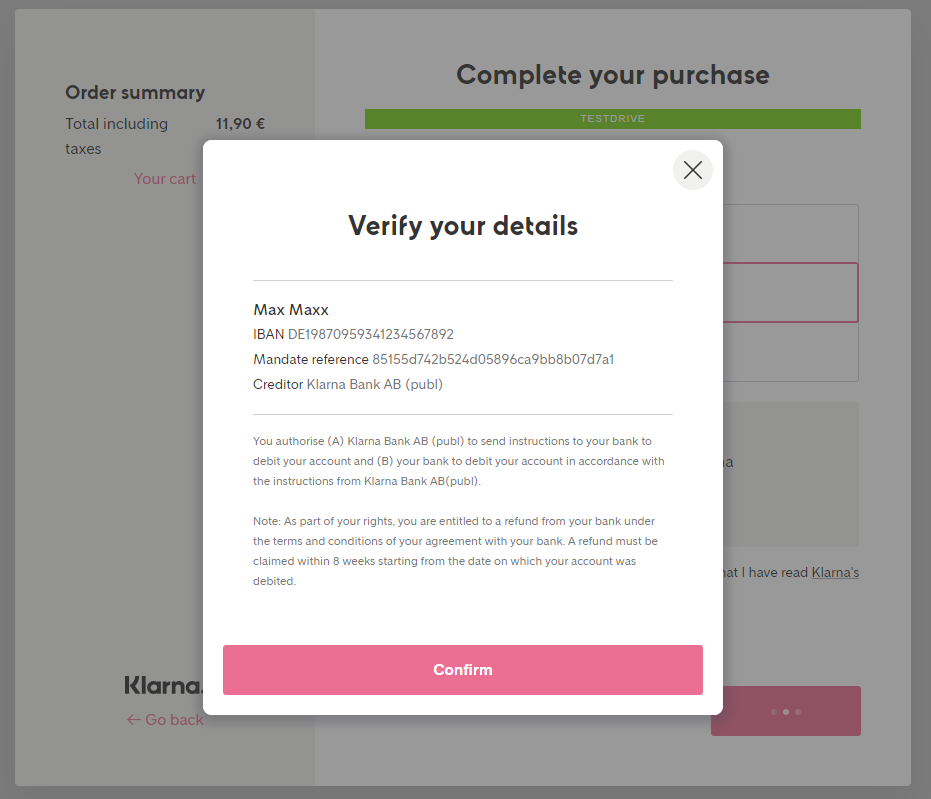 Complete your purchase
TESTDRIVE
Order summary
Total including
taxes
11,90 €
Your cart
Verify your details
Max Maxx
IBAN DE19870959341234567892
Mandate reference 85155d742b524d05896ca9bb8b07d7a1
Creditor Klarna Bank AB (publ)
You authorise (A) Klarna Bank AB (publ) to send instructions to your bank to
debit your account and (B) your bank to debit your account in accordance with
the instructions from Klarna Bank AB(publ).
Note: As part of your rights, you are entitled to a refund from your bank under
the terms and conditions of your agreement with your bank. A refund must be
claimed within 8 weeks starting from the date on which your account was
debited.
Confirm
I have read Klarna's
Klarna.
← Go back